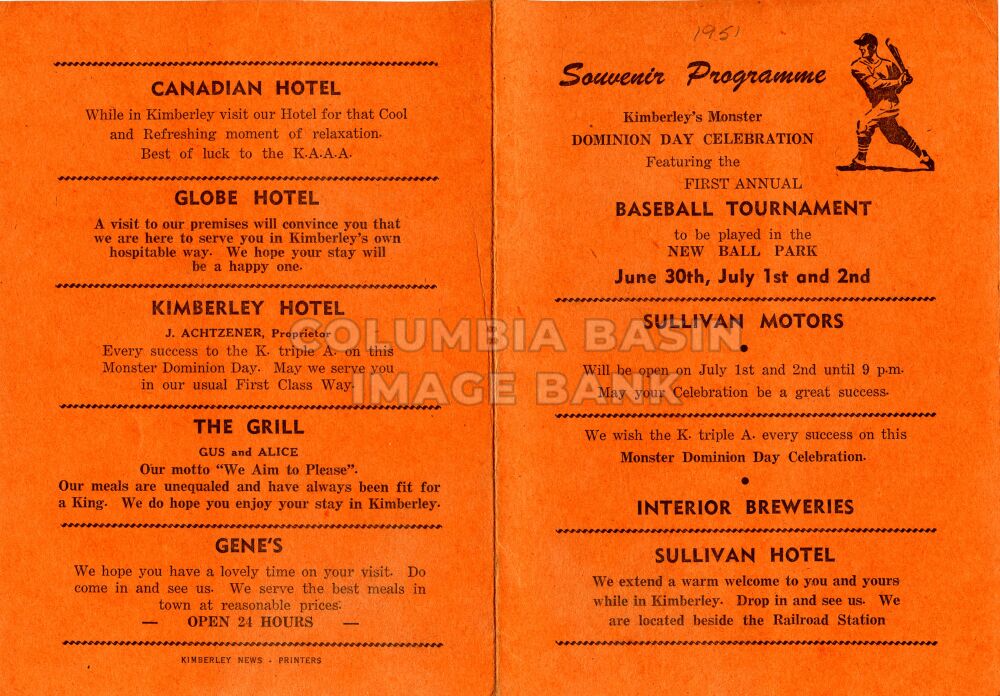 CANADIAN HOTEL
While in Kimberley visit our Hotel for that Cool
and Refreshing moment of relaxation.
Best of luck to the K.A.A.A.
GLOBE HOTEL
A visit to our premises will convince you that
we are here to serve you in Kimberley's own
hospitable way. We hope your stay will
be a happy one.
KIMBERLEY HOTEL
J. ACHTZENER, Proprietor
Every success to the K. triple A. on this
Monster Dominion Day. May we serve you
in our usual First Class Way.
THE GRILL
GUS and ALICE
Our motto "We Aim to Please".
Our meals are unequaled and have always been fit for
a King. We do hope you enjoy your stay in Kimberley.
GENE'S
We hope you have a lovely time on your visit. Do
come in and see us. We serve the best meals in
town at reasonable prices:
— OPEN 24 HOURS —
KIMBERLEY NEWS - PRINTERS
1951
Souvenir Programme
Kimberley's Monster
DOMINION DAY CELEBRATION
Featuring the
FIRST ANNUAL
BASEBALL TOURNAMENT
to be played in the
NEW BALL PARK
June 30th, July 1st and 2nd
SULLIVAN MOTORS
•
Will be open on July 1st and 2nd until 9 p.m.
May your Celebration be a great success.
We wish the K. triple A. every success on this
Monster Dominion Day Celebration.
•
INTERIOR BREWERIES
SULLIVAN HOTEL
We extend a warm welcome to you and yours
while in Kimberley. Drop in and see us. We
are located beside the Railroad Station
COLUMBIA BASIN
IMAGE BANK